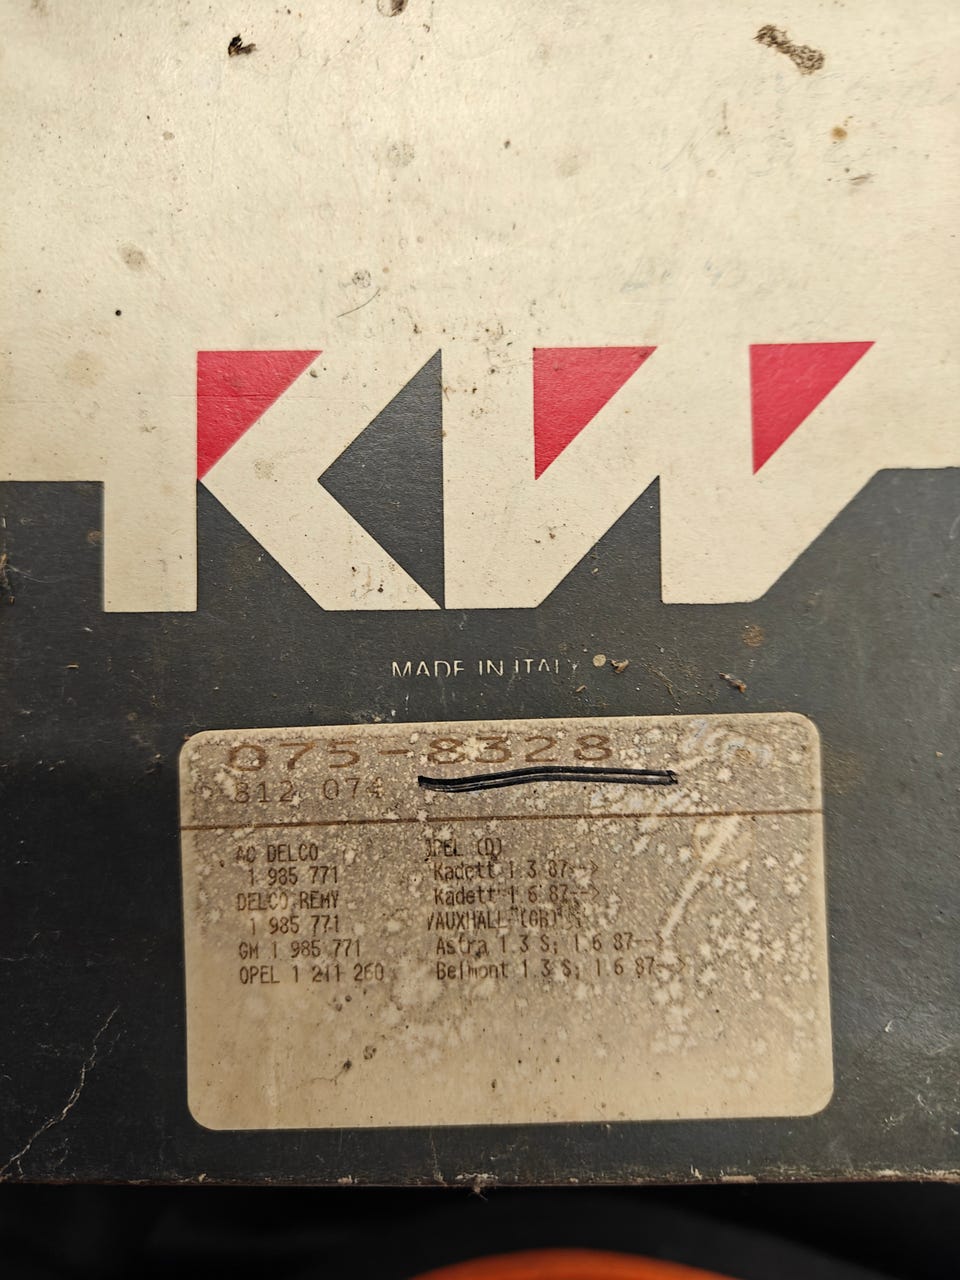 KW
MADE IN ITALY
075-8328
812 074
AC DELCO
1 985 771
DELCO REMY
1 985 771
GM 1 985 771
OPEL 1 211 260
OPEL (D)
Kadett 1.3 87-->
Kadett 1.6 87-->
VAUXHALL (GB)
Astra 1.3 S; 1.6 87-->
Belmont 1.3 S; 1.6 87-->